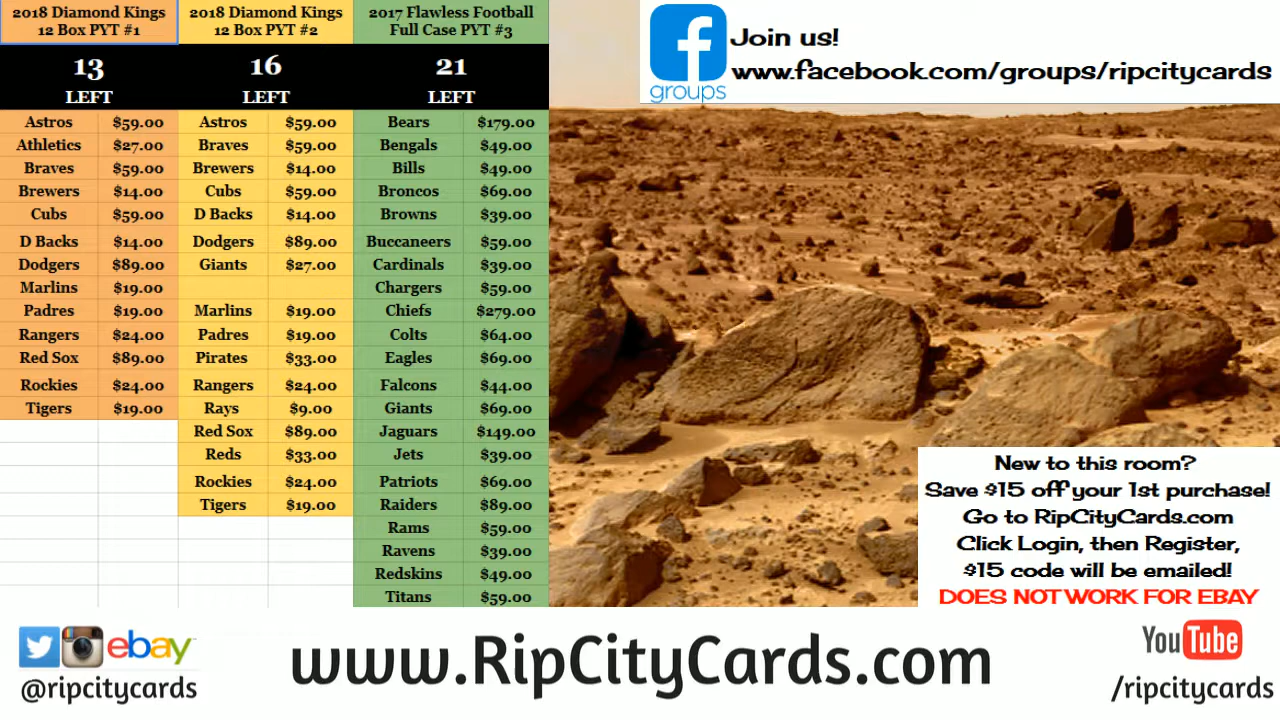 2018 Diamond Kings
12 Box PYT #1
13
LEFT
Astros $59.00
Athletics $27.00
Braves $59.00
Brewers $14.00
Cubs $59.00
D Backs $14.00
Dodgers $89.00
Marlins $19.00
Padres $19.00
Rangers $24.00
Red Sox $89.00
Rockies $24.00
Tigers $19.00
2018 Diamond Kings
12 Box PYT #2
16
LEFT
Astros $59.00
Braves $59.00
Brewers $14.00
Cubs $59.00
D Backs $14.00
Dodgers $89.00
Giants $27.00
Marlins $19.00
Padres $19.00
Pirates $33.00
Rangers $24.00
Rays $9.00
Red Sox $89.00
Reds $33.00
Rockies $24.00
Tigers $19.00
2017 Flawless Football
Full Case PYT #3
21
LEFT
Bears $179.00
Bengals $49.00
Bills $49.00
Broncos $69.00
Browns $39.00
Buccaneers $59.00
Cardinals $39.00
Chargers $59.00
Chiefs $279.00
Colts $64.00
Eagles $69.00
Falcons $44.00
Giants $69.00
Jaguars $149.00
Jets $39.00
Patriots $69.00
Raiders $89.00
Rams $59.00
Ravens $39.00
Redskins $49.00
Titans $59.00
f
groups
Join us!
www.facebook.com/groups/ripcitycards
New to this room?
Save $15 off your 1st purchase!
Go to RipCityCards.com
Click Login, then Register,
$15 code will be emailed!
DOES NOT WORK FOR EBAY
ebay
@ripcitycards
www.RipCityCards.com
YouTube
/ripcitycards